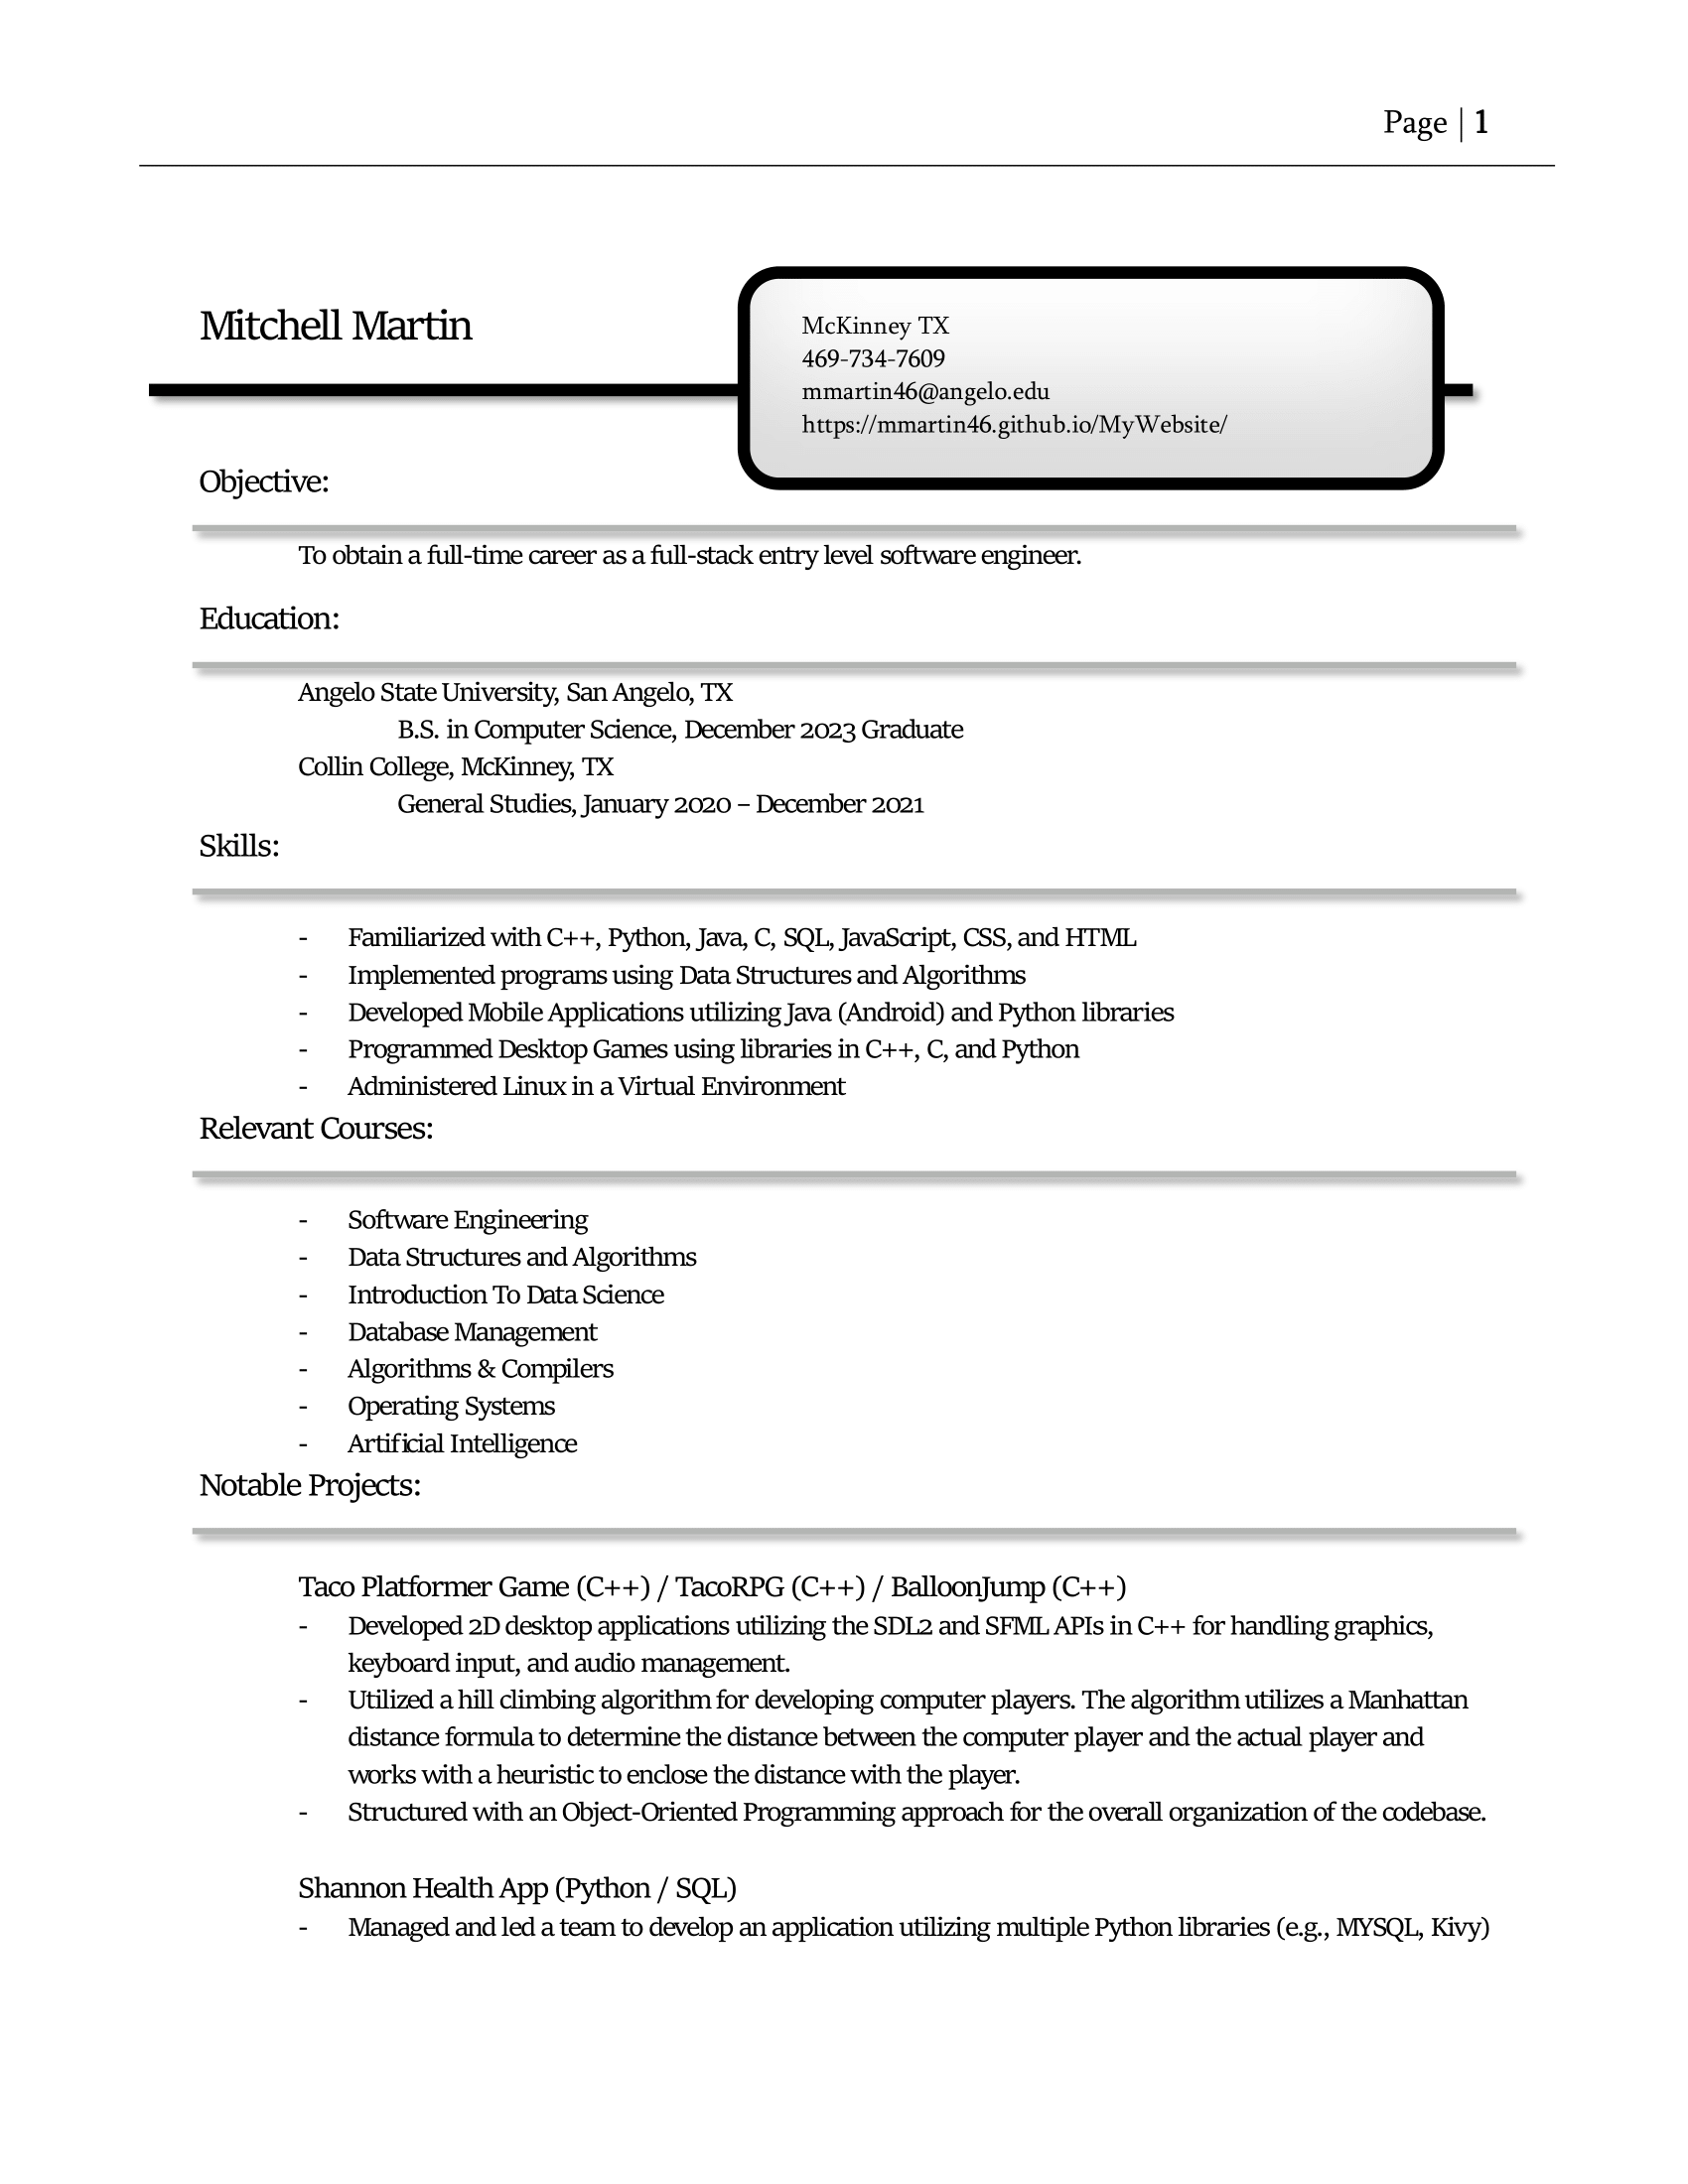 Page | 1
Mitchell Martin
McKinney TX
469-734-7609
mmartin46@angelo.edu
https://mmartin46.github.io/MyWebsite/
Objective:
To obtain a full-time career as a full-stack entry level software engineer.
Education:
Angelo State University, San Angelo, TX
B.S. in Computer Science, December 2023 Graduate
Collin College, McKinney, TX
General Studies, January 2020 – December 2021
Skills:
- Familiarized with C++, Python, Java, C, SQL, JavaScript, CSS, and HTML
- Implemented programs using Data Structures and Algorithms
- Developed Mobile Applications utilizing Java (Android) and Python libraries
- Programmed Desktop Games using libraries in C++, C, and Python
- Administered Linux in a Virtual Environment
Relevant Courses:
- Software Engineering
- Data Structures and Algorithms
- Introduction To Data Science
- Database Management
- Algorithms & Compilers
- Operating Systems
- Artificial Intelligence
Notable Projects:
Taco Platformer Game (C++) / TacoRPG (C++) / BalloonJump (C++)
- Developed 2D desktop applications utilizing the SDL2 and SFML APIs in C++ for handling graphics,
keyboard input, and audio management.
- Utilized a hill climbing algorithm for developing computer players. The algorithm utilizes a Manhattan
distance formula to determine the distance between the computer player and the actual player and
works with a heuristic to enclose the distance with the player.
- Structured with an Object-Oriented Programming approach for the overall organization of the codebase.
Shannon Health App (Python / SQL)
- Managed and led a team to develop an application utilizing multiple Python libraries (e.g., MYSQL, Kivy)